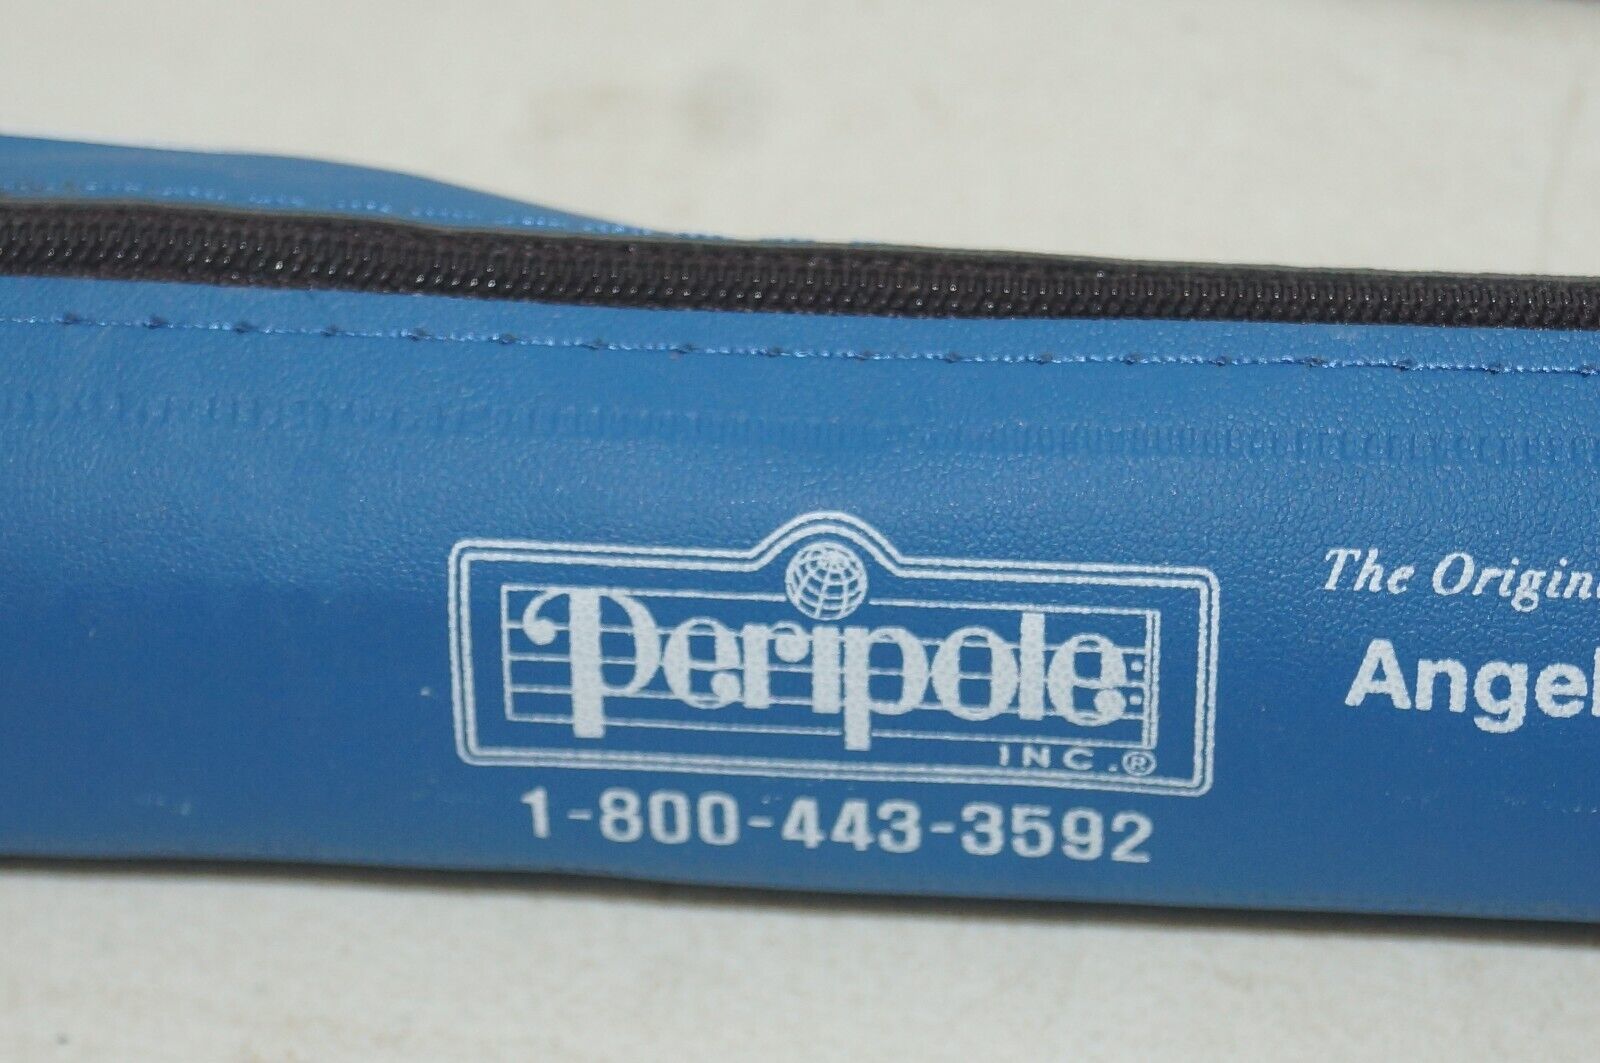 Peripole
INC.®
1-800-443-3592
The Origin
Angel